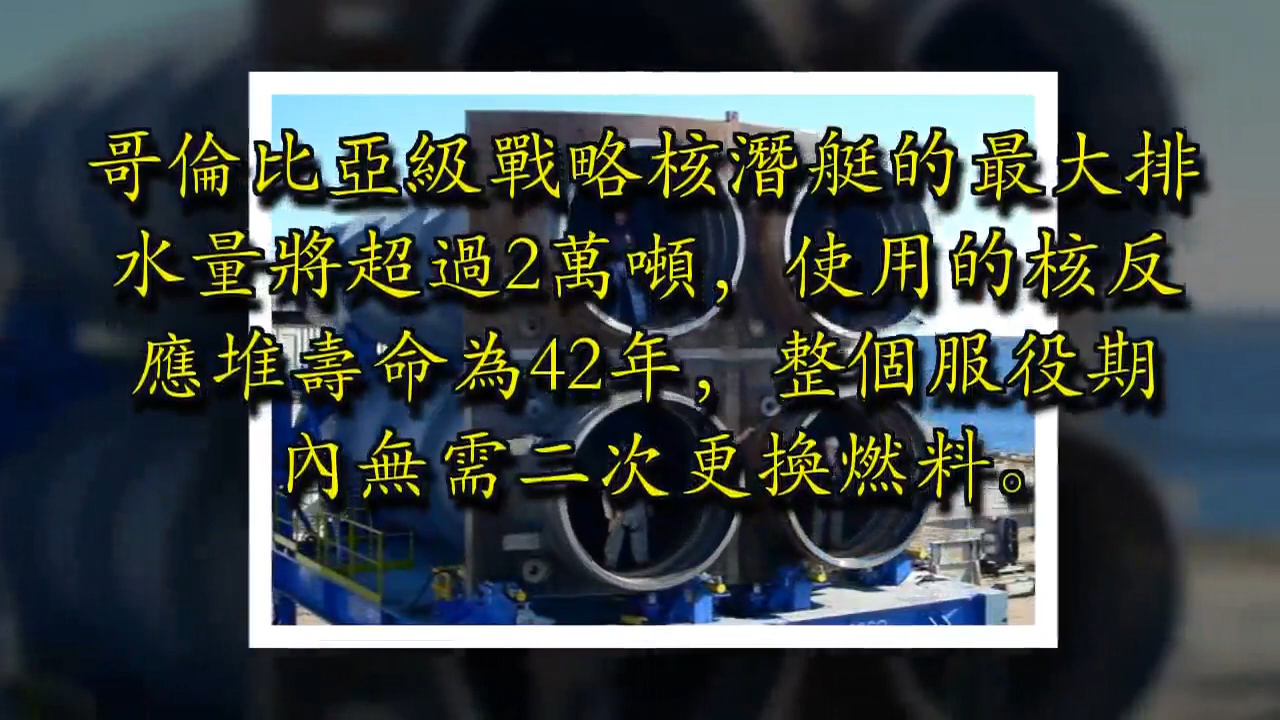 哥倫比亞級戰略核潛艇的最大排
水量將超過2萬噸，使用的核反
應堆壽命為42年，整個服役期
內無需二次更換燃料。